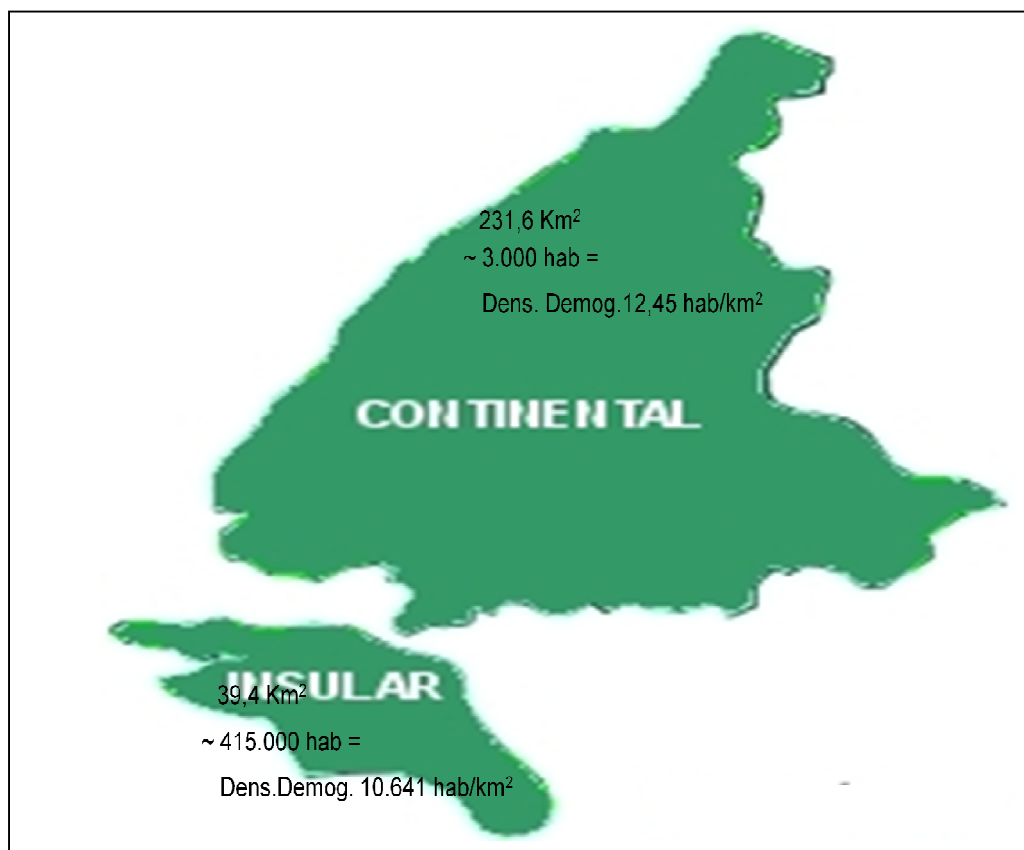 231,6 Km²
~ 3.000 hab =
Dens. Demog.12,45 hab/km²
CONTINENTAL
INSULAR
39,4 Km²
~ 415.000 hab =
Dens.Demog. 10.641 hab/km²